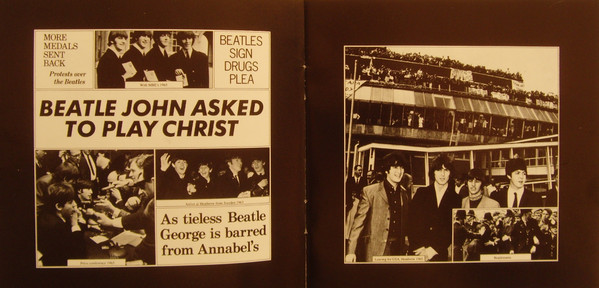 MORE
MEDALS
SENT
BACK
Protests over
the Beatles
BEATLES
SIGN
DRUGS
PLEA
BEATLE JOHN ASKED
TO PLAY CHRIST
As tieless Beatle
George is barred
from Annabel's